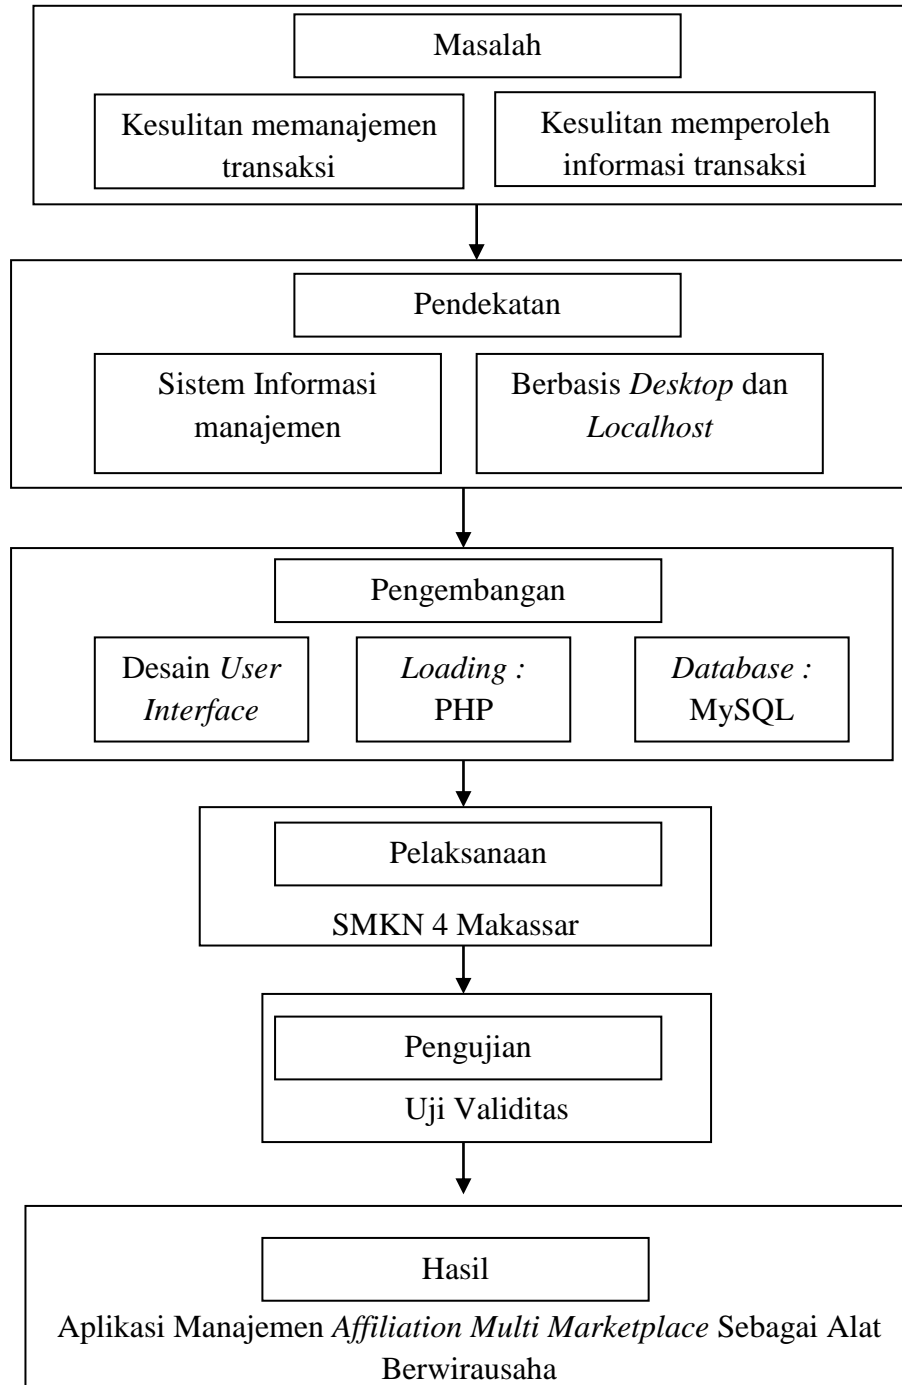 Masalah
Kesulitan memanajemen
transaksi
Kesulitan memperoleh
informasi transaksi
Pendekatan
Sistem Informasi
manajemen
Berbasis Desktop dan
Localhost
Pengembangan
Desain User
Interface
Loading :
PHP
Database :
MySQL
Pelaksanaan
SMKN 4 Makassar
Pengujian
Uji Validitas
Hasil
Aplikasi Manajemen Affiliation Multi Marketplace Sebagai Alat
Berwirausaha